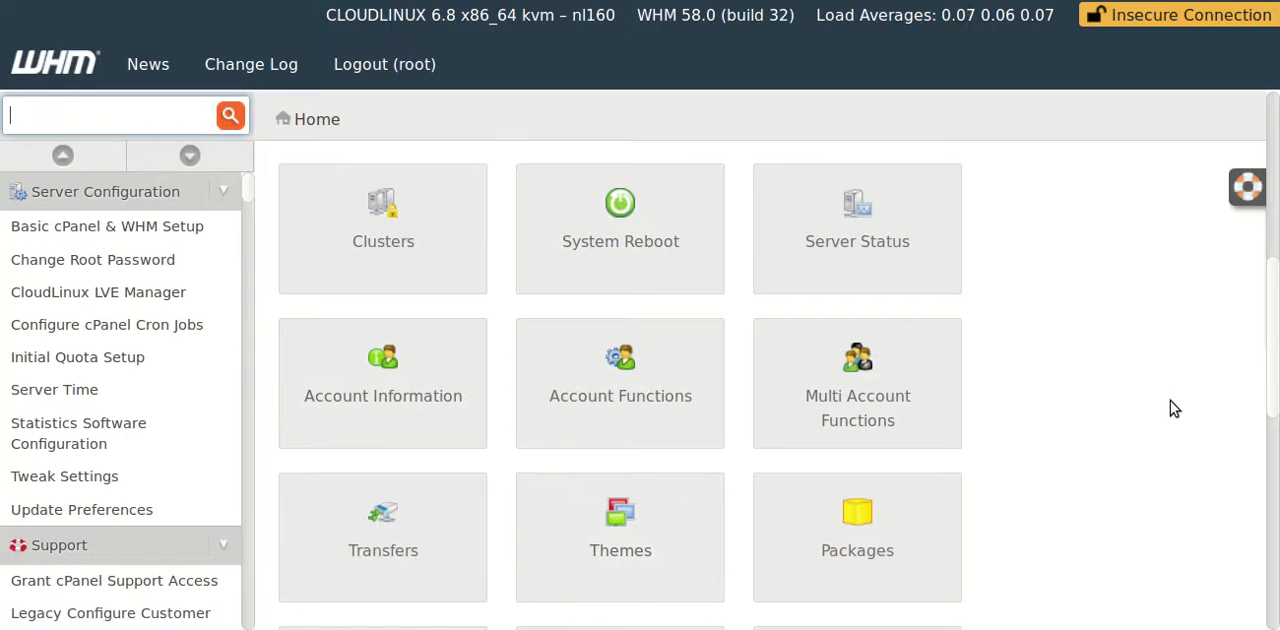 CLOUDLINUX 6.8 x86_64 kvm – nl160 WHM 58.0 (build 32) Load Averages: 0.07 0.06 0.07 Insecure Connection
WHM News Change Log Logout (root)
Home
Server Configuration
Basic cPanel & WHM Setup
Change Root Password
CloudLinux LVE Manager
Configure cPanel Cron Jobs
Initial Quota Setup
Server Time
Statistics Software
Configuration
Tweak Settings
Update Preferences
Support
Grant cPanel Support Access
Legacy Configure Customer
Clusters
System Reboot
Server Status
Account Information
Account Functions
Multi Account
Functions
Transfers
Themes
Packages